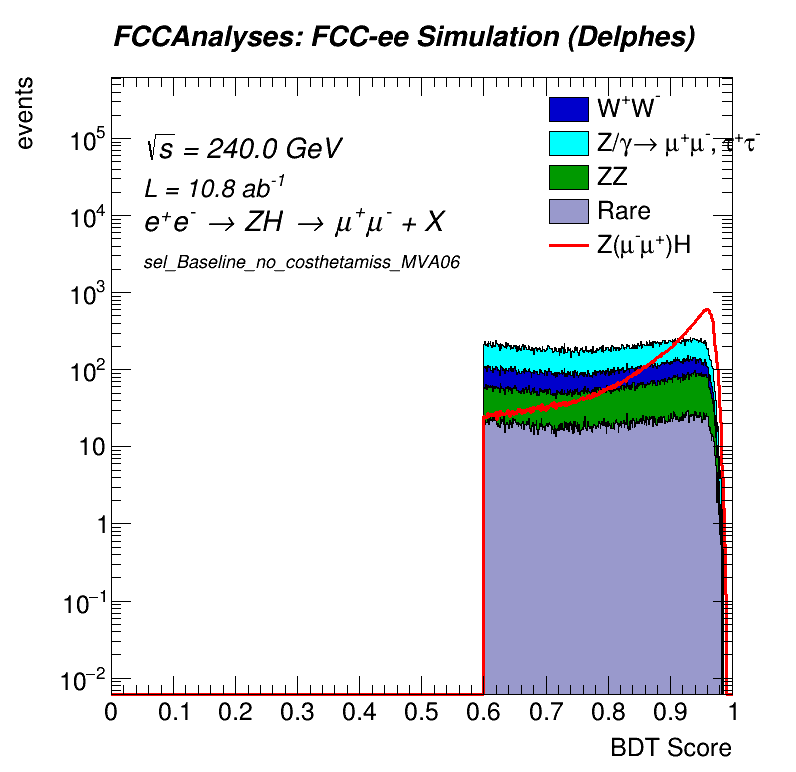 FCCAnalyses: FCC-ee Simulation (Delphes)
events
√s = 240.0 GeV
L = 10.8 ab⁻¹
e⁺e⁻ → ZH → μ⁺μ⁻ + X
sel_Baseline_no_costhetamiss_MVA06
W⁺W⁻
Z/γ→ μ⁺μ⁻, τ⁺τ⁻
ZZ
Rare
Z(μ⁻μ⁺)H
10⁵
10⁴
10³
10²
10
1
10⁻¹
10⁻²
0 0.1 0.2 0.3 0.4 0.5 0.6 0.7 0.8 0.9 1
BDT Score